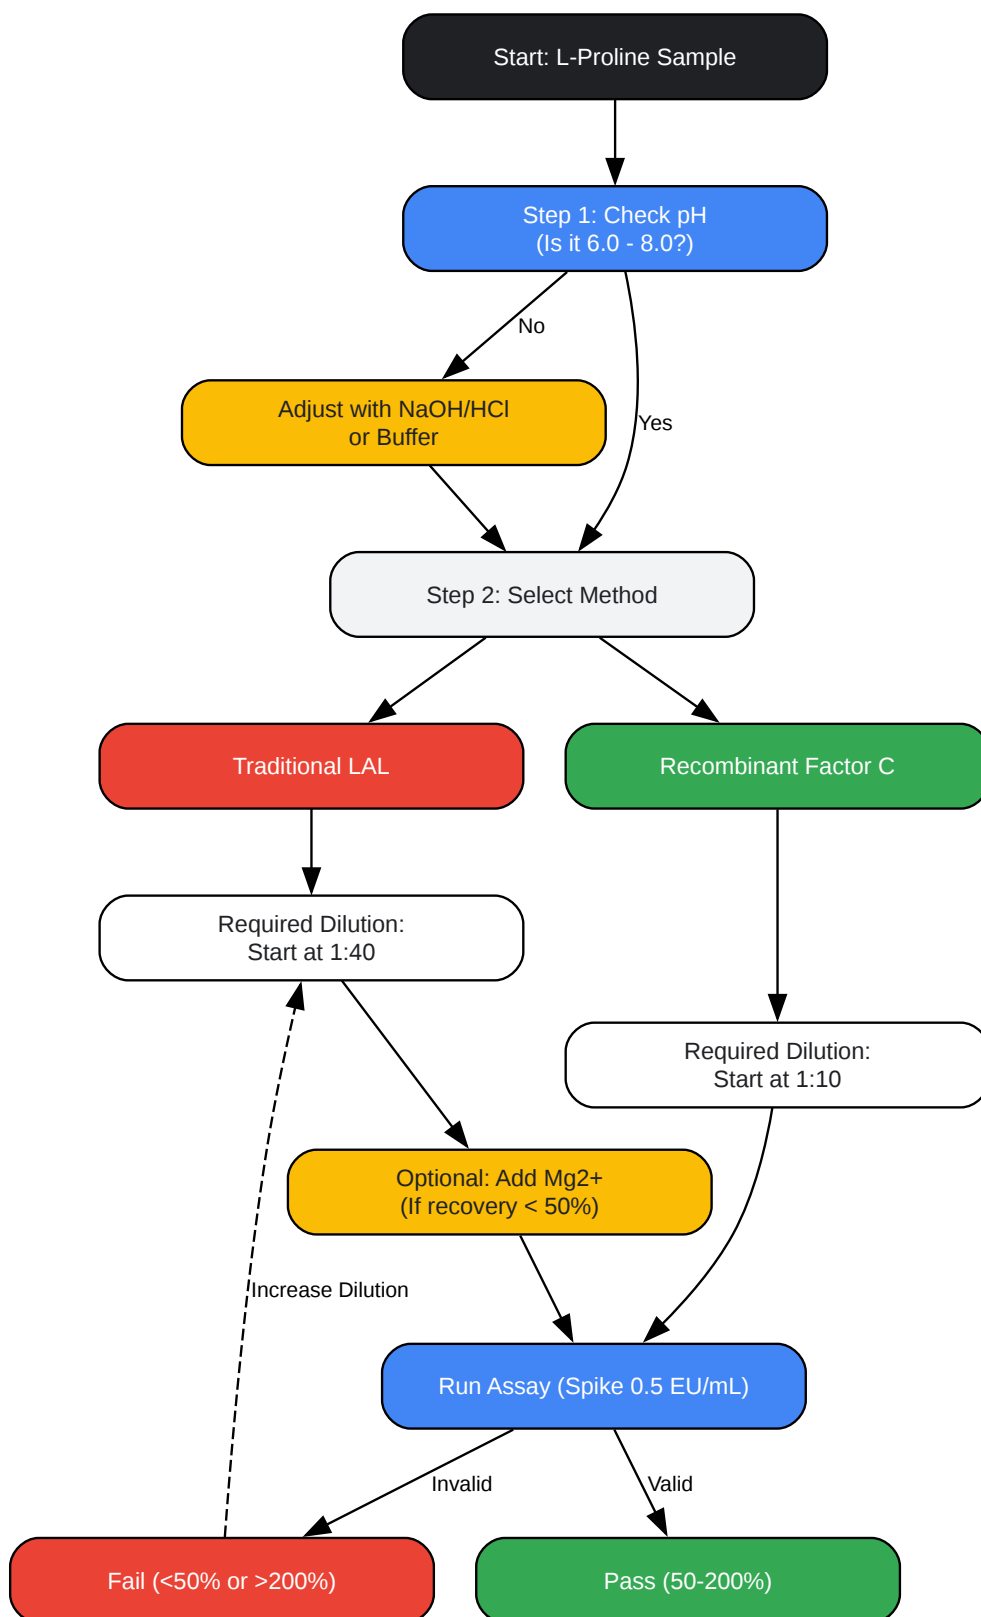 Start: L-Proline Sample
Step 1: Check pH
(Is it 6.0 - 8.0?)
No
Adjust with NaOH/HCl
or Buffer
Yes
Step 2: Select Method
Traditional LAL
Recombinant Factor C
Required Dilution:
Start at 1:40
Required Dilution:
Start at 1:10
Optional: Add Mg2+
(If recovery < 50%)
Increase Dilution
Run Assay (Spike 0.5 EU/mL)
Invalid
Valid
Fail (<50% or >200%)
Pass (50-200%)